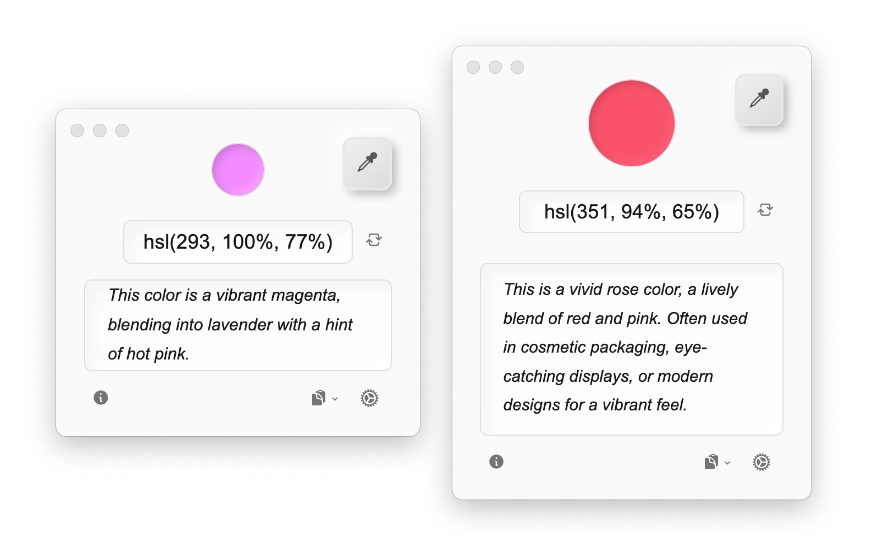 hsl(293, 100%, 77%)
This color is a vibrant magenta,
blending into lavender with a hint
of hot pink.
hsl(351, 94%, 65%)
This is a vivid rose color, a lively
blend of red and pink. Often used
in cosmetic packaging, eye-
catching displays, or modern
designs for a vibrant feel.